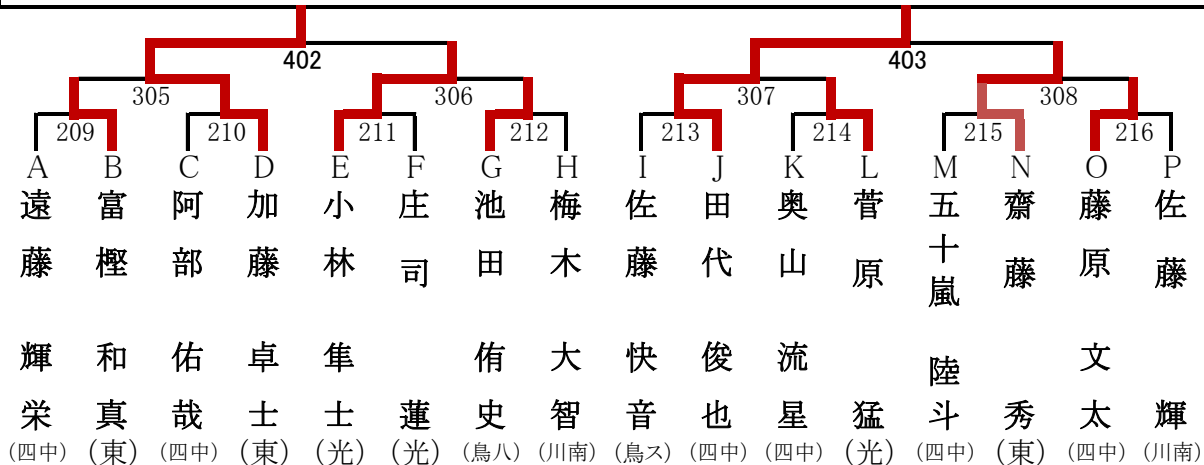 402 403
305 306 307 308
209 210 211 212 213 214 215 216
A B C D E F G H I J K L M N O P
遠藤 輝栄 (四中)
富樫 和真 (東)
阿部 佑哉 (四中)
加藤 卓士 (東)
小林 隼士 (光)
庄司 蓮 (光)
池田 侑史 (鳥八)
梅木 大智 (川南)
佐藤 快音 (鳥ス)
田代 俊也 (四中)
奥山 流星 (四中)
菅原 猛 (光)
五十嵐 陸斗 (四中)
齋藤 秀 (東)
藤原 文太 (四中)
佐藤 輝 (川南)